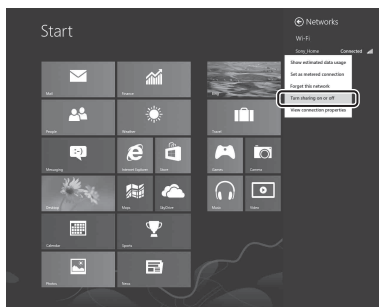 Start
Networks
Wi-Fi
Sony_Home Connected
Show estimated data usage
Set as metered connection
Forget this network
Turn sharing on or off
View connection properties
Mail
Finance
People
Weather
Travel
Messaging
Internet Explorer
Store
Games
Camera
Desktop
Maps
SkyDrive
Music
Video
Calendar
Sports
Photos
News